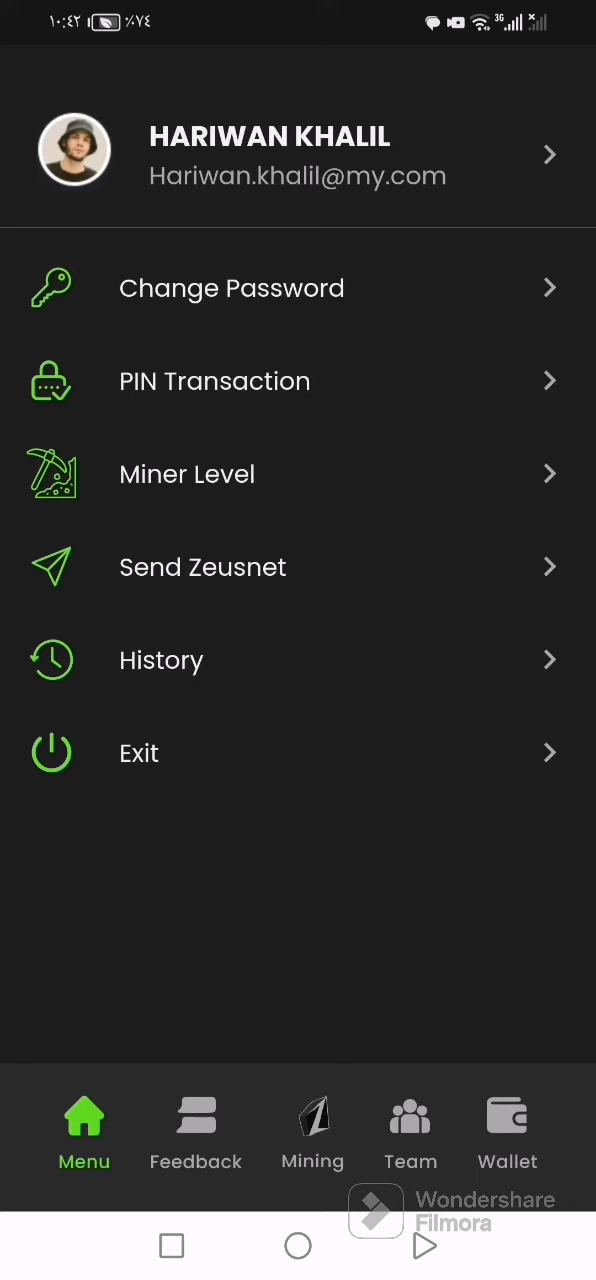 ١٠:٤٢ ٪٧٤ 3G
HARIWAN KHALIL
Hariwan.khalil@my.com
Change Password
PIN Transaction
Miner Level
Send Zeusnet
History
Exit
Menu Feedback Mining Team Wallet
Wondershare
Filmora